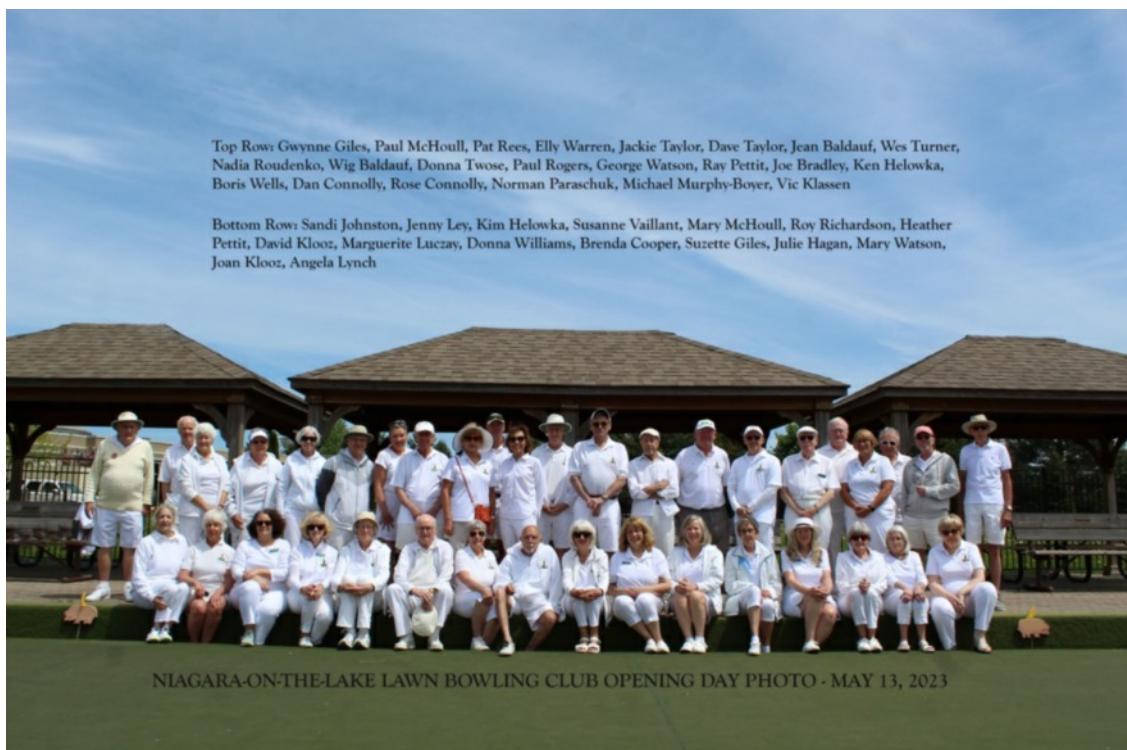 Top Row: Gwynne Giles, Paul McHoull, Pat Rees, Elly Warren, Jackie Taylor, Dave Taylor, Jean Baldauf, Wes Turner,
Nadia Roudenko, Wig Baldauf, Donna Twose, Paul Rogers, George Watson, Ray Pettit, Joe Bradley, Ken Helowka,
Boris Wells, Dan Connolly, Rose Connolly, Norman Paraschuk, Michael Murphy-Boyer, Vic Klassen
Bottom Row: Sandi Johnston, Jenny Ley, Kim Helowka, Susanne Vaillant, Mary McHoull, Roy Richardson, Heather
Pettit, David Klooz, Marguerite Luczay, Donna Williams, Brenda Cooper, Suzette Giles, Julie Hagan, Mary Watson,
Joan Klooz, Angela Lynch
NIAGARA-ON-THE-LAKE LAWN BOWLING CLUB OPENING DAY PHOTO - MAY 13, 2023